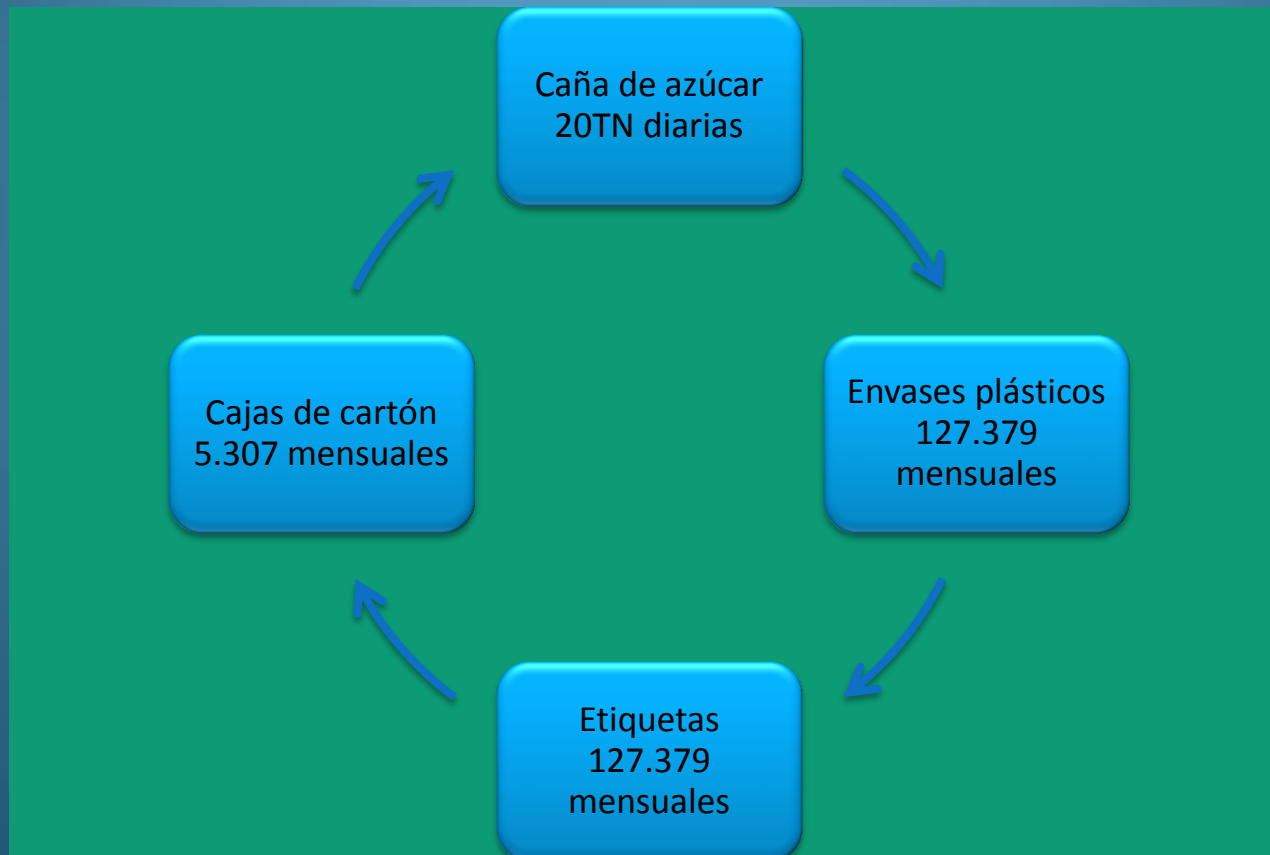 Caña de azúcar
20TN diarias
Envases plásticos
127.379
mensuales
Etiquetas
127.379
mensuales
Cajas de cartón
5.307 mensuales